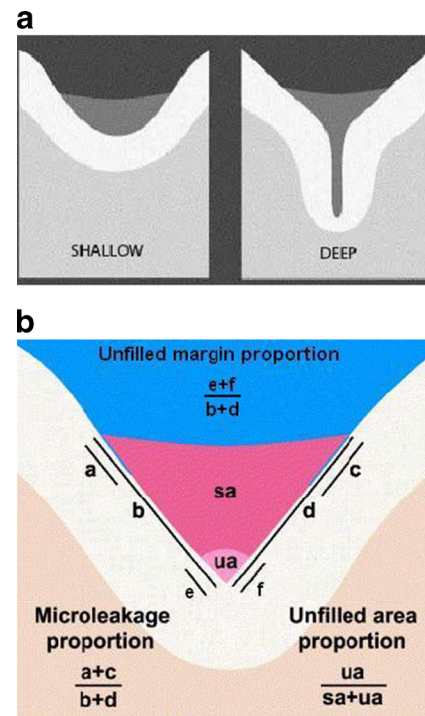 a
SHALLOW
DEEP
b
Unfilled margin proportion
e+f
b+d
a
c
sa
b
d
ua
e
f
Microleakage
proportion
a+c
b+d
Unfilled area
proportion
ua
sa+ua